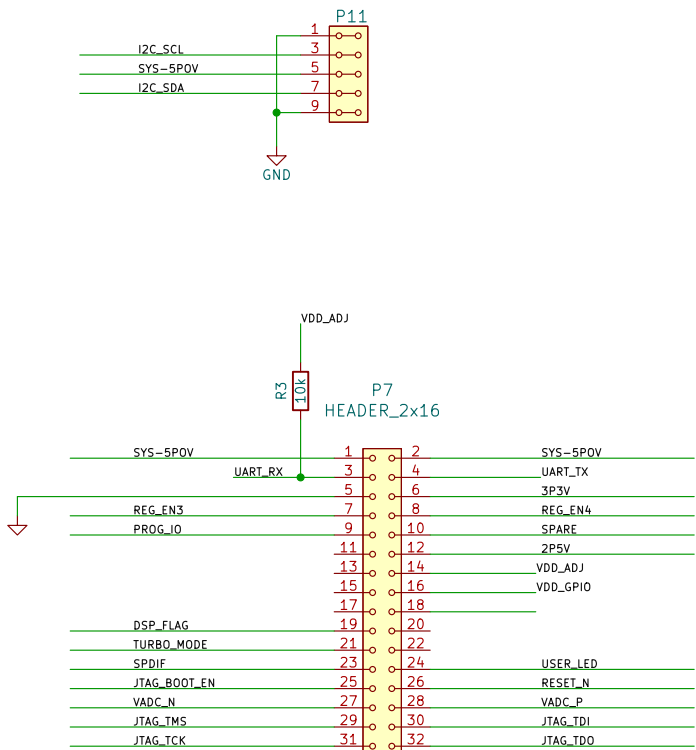 P11
1
I2C_SCL 3
SYS-5P0V 5
I2C_SDA 7
9
GND
VDD_ADJ
R3 10k
P7
HEADER_2x16
SYS-5P0V 1 2 SYS-5P0V
UART_RX 3 4 UART_TX
5 6 3P3V
REG_EN3 7 8 REG_EN4
PROG_IO 9 10 SPARE
11 12 2P5V
13 14 VDD_ADJ
15 16 VDD_GPIO
17 18
DSP_FLAG 19 20
TURBO_MODE 21 22
SPDIF 23 24 USER_LED
JTAG_BOOT_EN 25 26 RESET_N
VADC_N 27 28 VADC_P
JTAG_TMS 29 30 JTAG_TDI
JTAG_TCK 31 32 JTAG_TDO